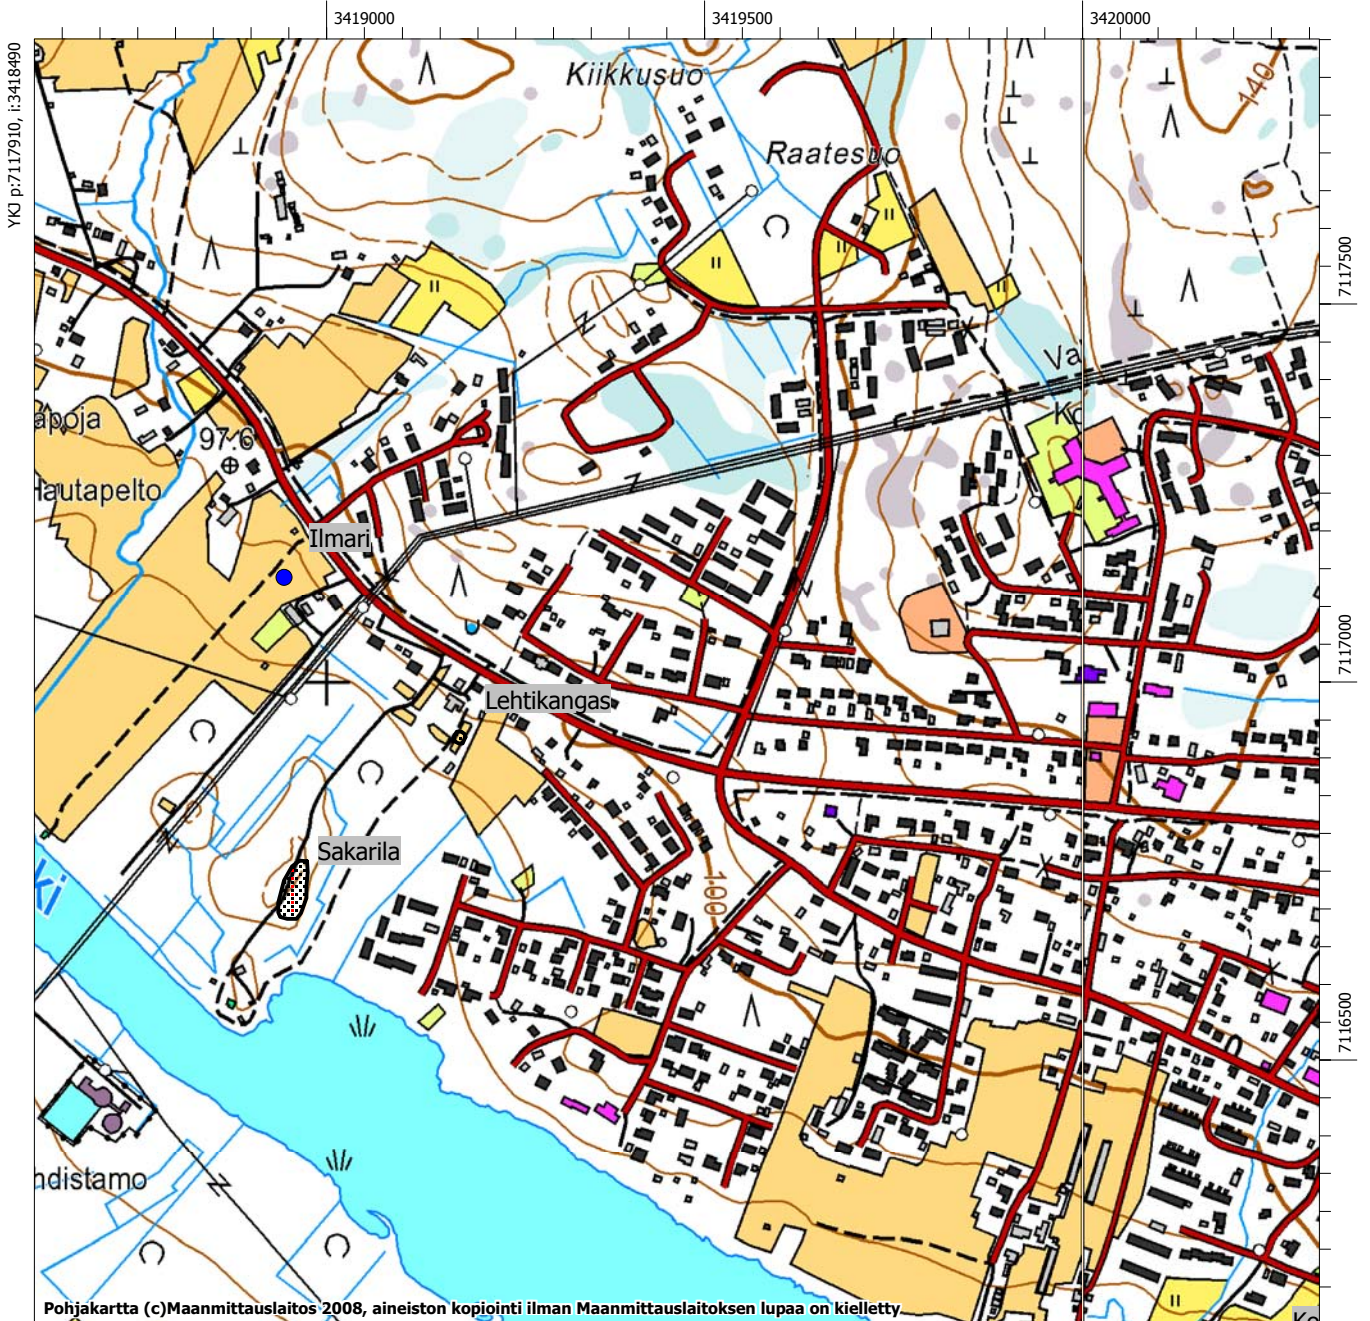 3419000
3419500
3420000
YKJ p:7117910, i:3418490
Kiikkusuo
140
Raatesuo
7117500
Va
Ko
apoja
97.6
Hautapelto
Ilmari
7117000
Lehtikangas
Sakarila
ki
100
7116500
ndistamo
Pohjakartta (c)Maanmittauslaitos 2008, aineiston kopiointi ilman Maanmittauslaitoksen lupaa on kielletty